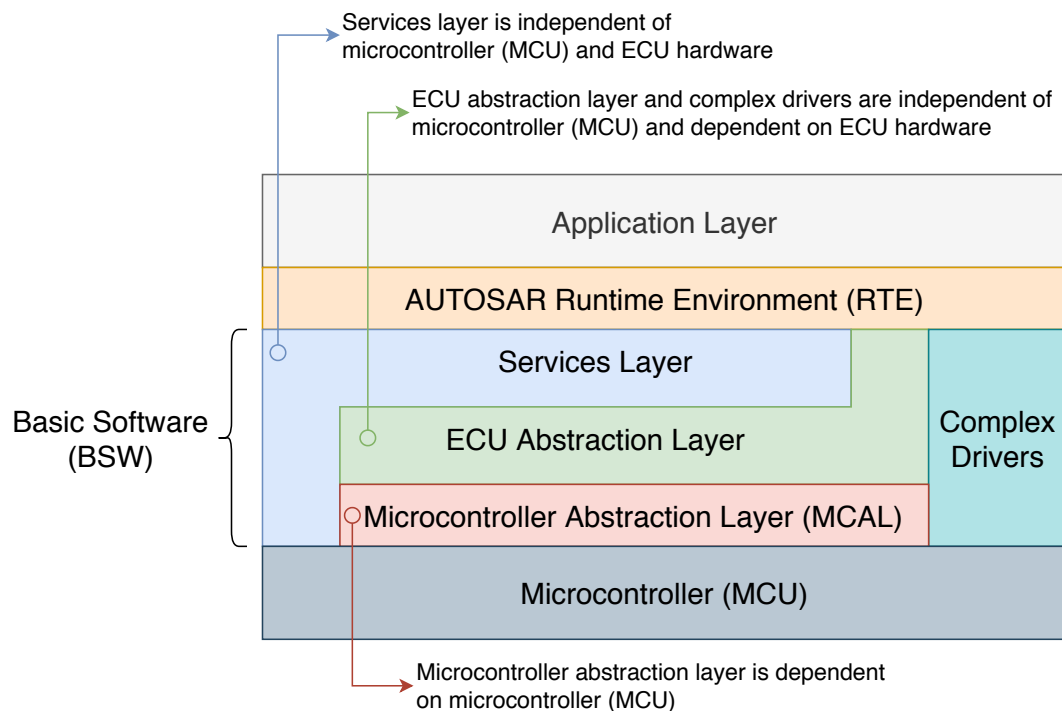 Services layer is independent of
microcontroller (MCU) and ECU hardware
ECU abstraction layer and complex drivers are independent of
microcontroller (MCU) and dependent on ECU hardware
Application Layer
AUTOSAR Runtime Environment (RTE)
Services Layer
Basic Software
(BSW)
ECU Abstraction Layer
Complex
Drivers
Microcontroller Abstraction Layer (MCAL)
Microcontroller (MCU)
Microcontroller abstraction layer is dependent
on microcontroller (MCU)